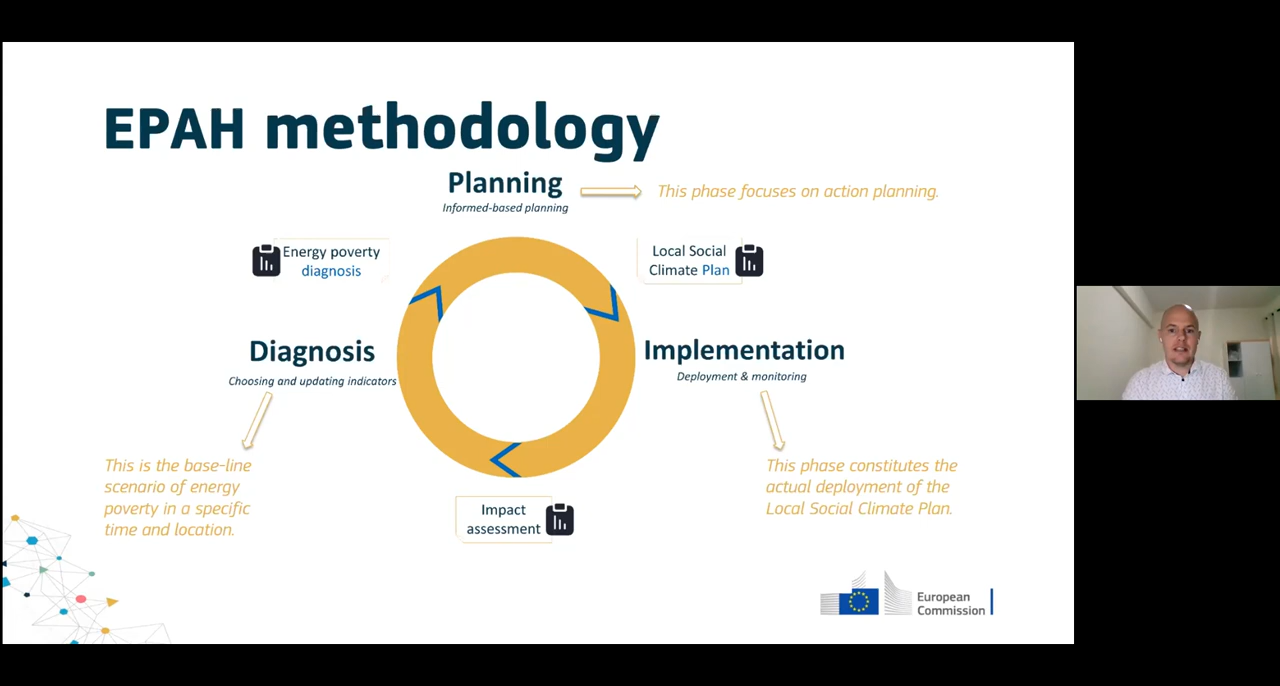 EPAH methodology
Planning
Informed-based planning
This phase focuses on action planning.
Energy poverty
diagnosis
Local Social
Climate Plan
Diagnosis
Choosing and updating indicators
Implementation
Deployment & monitoring
This is the base-line
scenario of energy
poverty in a specific
time and location.
This phase constitutes the
actual deployment of the
Local Social Climate Plan.
Impact
assessment
European
Commission